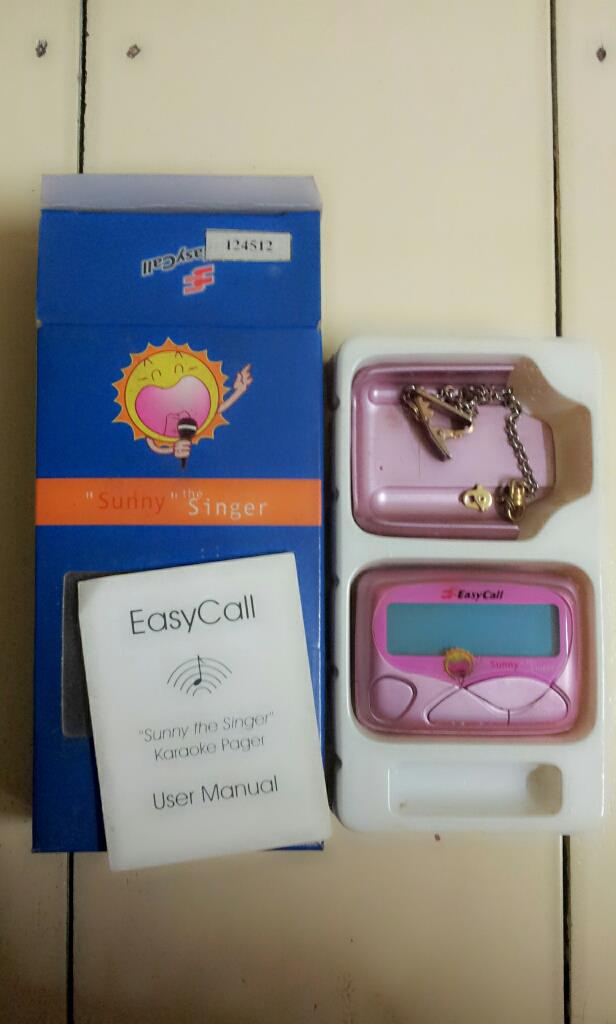 124512
EasyCall
"Sunny" the Singer
EasyCall
"Sunny the Singer"
Karaoke Pager
User Manual
EasyCall
Sunny